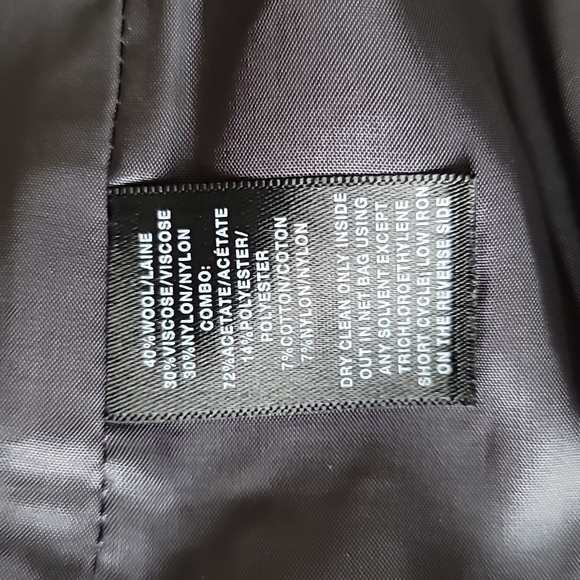 40%WOOL/LAINE
30%VISCOSE/VISCOSE
30%NYLON/NYLON
COMBO:
72%ACETATE/ACÉTATE
14%POLYESTER/
POLYESTER
7%COTTON/COTON
7%NYLON/NYLON
DRY CLEAN ONLY INSIDE
OUT IN NET BAG USING
ANY SOLVENT EXCEPT
TRICHLOROETHYLENE
SHORT CYCLE, LOW IRON
ON THE REVERSE SIDE